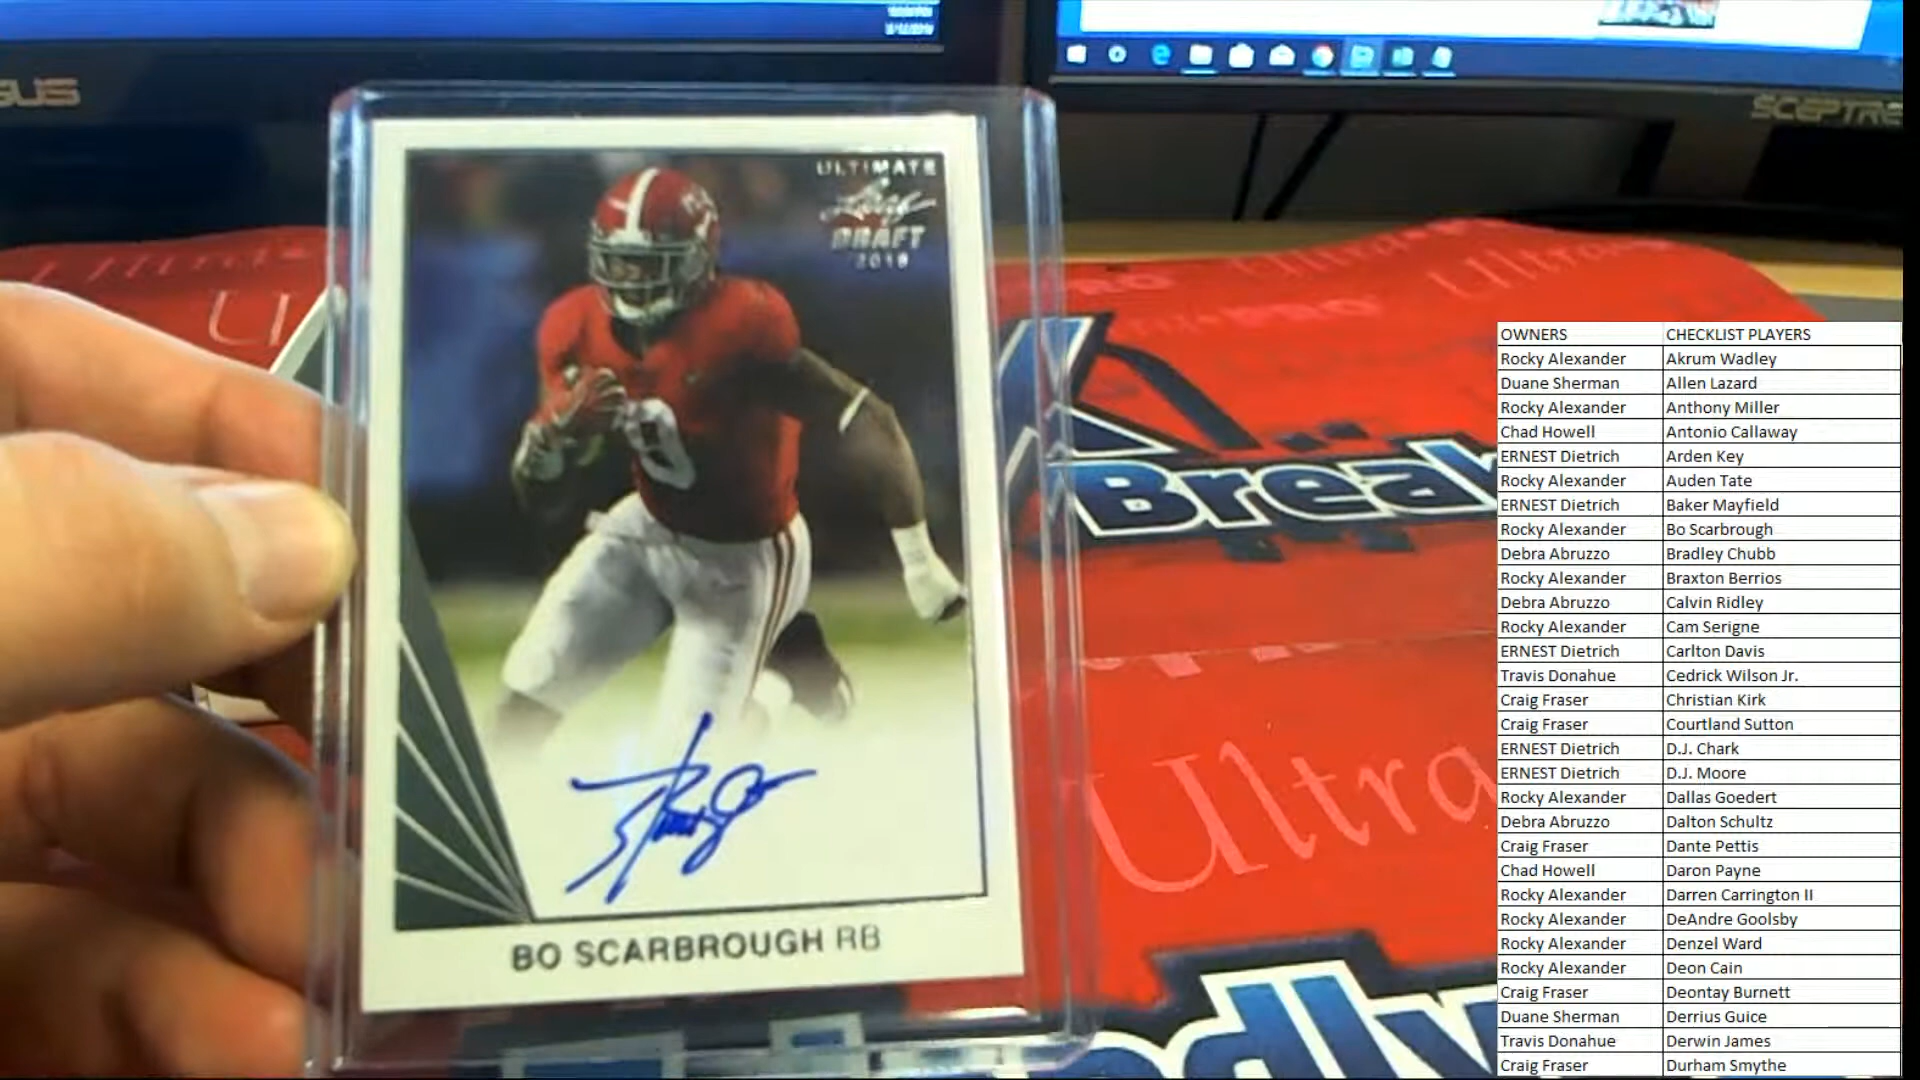 SCEPTRE
ULTIMATE
Leaf
DRAFT
2018
9
BO SCARBROUGH RB
Break
Ultra
edly
OWNERS CHECKLIST PLAYERS
Rocky Alexander Akrum Wadley
Duane Sherman Allen Lazard
Rocky Alexander Anthony Miller
Chad Howell Antonio Callaway
ERNEST Dietrich Arden Key
Rocky Alexander Auden Tate
ERNEST Dietrich Baker Mayfield
Rocky Alexander Bo Scarbrough
Debra Abruzzo Bradley Chubb
Rocky Alexander Braxton Berrios
Debra Abruzzo Calvin Ridley
Rocky Alexander Cam Serigne
ERNEST Dietrich Carlton Davis
Travis Donahue Cedrick Wilson Jr.
Craig Fraser Christian Kirk
Craig Fraser Courtland Sutton
ERNEST Dietrich D.J. Chark
ERNEST Dietrich D.J. Moore
Rocky Alexander Dallas Goedert
Debra Abruzzo Dalton Schultz
Craig Fraser Dante Pettis
Chad Howell Daron Payne
Rocky Alexander Darren Carrington II
Rocky Alexander DeAndre Goolsby
Rocky Alexander Denzel Ward
Rocky Alexander Deon Cain
Craig Fraser Deontay Burnett
Duane Sherman Derrius Guice
Travis Donahue Derwin James
Craig Fraser Durham Smythe